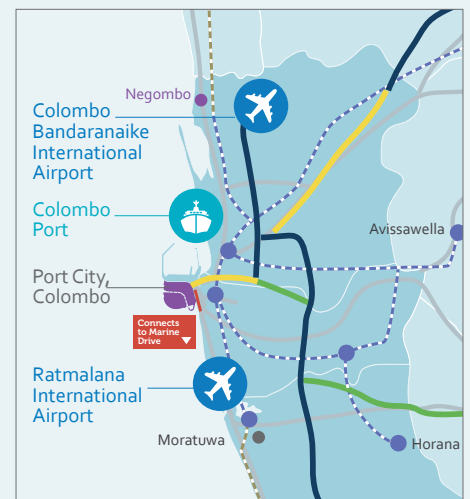 Negombo
Colombo
Bandaranaike
International
Airport
Colombo
Port
Avissawella
Port City,
Colombo
Connects
to Marine
Drive
Ratmalana
International
Airport
Moratuwa
Horana